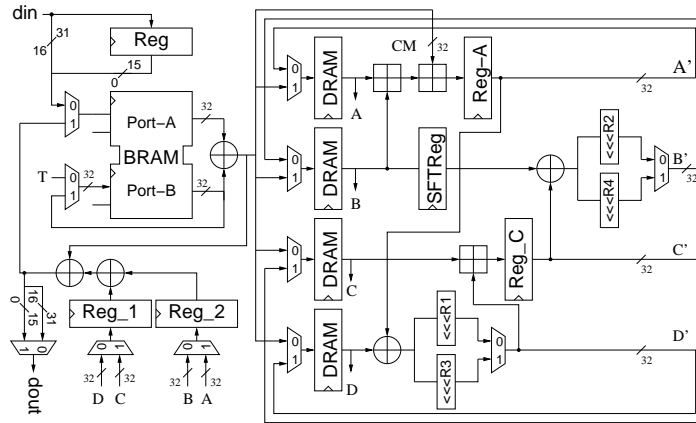 din
31
16
Reg
15
0
0
1
Port-A
32
BRAM
T
0
1
32
Port-B
32
0
15
16
31
1
0
dout
Reg_1
Reg_2
0
1
0
1
32
32
32
32
D
C
B
A
CM
32
0
1
DRAM
A
Reg-A
A'
32
0
1
DRAM
B
SFTReg
<<<R2
<<<R4
0
1
B'
32
0
1
DRAM
C
Reg_C
C'
32
0
1
DRAM
D
<<<R1
<<<R3
0
1
D'
32